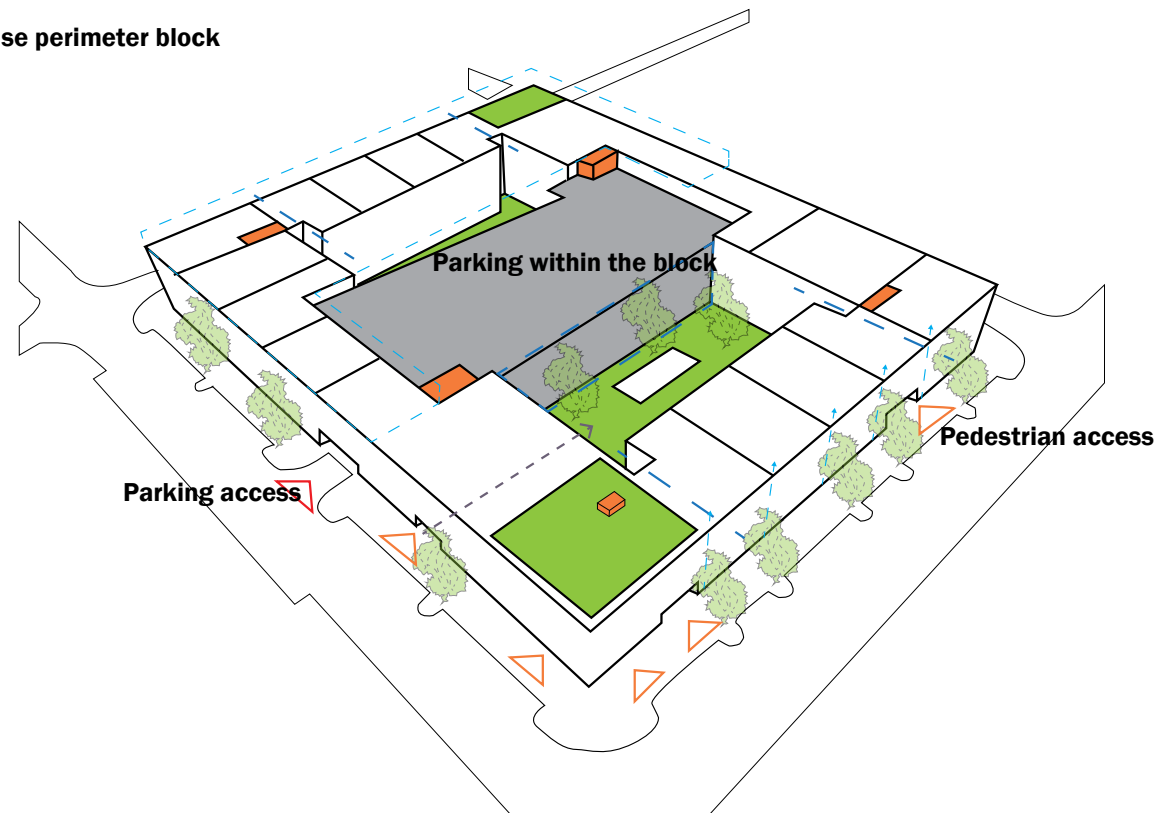 se perimeter block
Parking within the block
Pedestrian access
Parking access